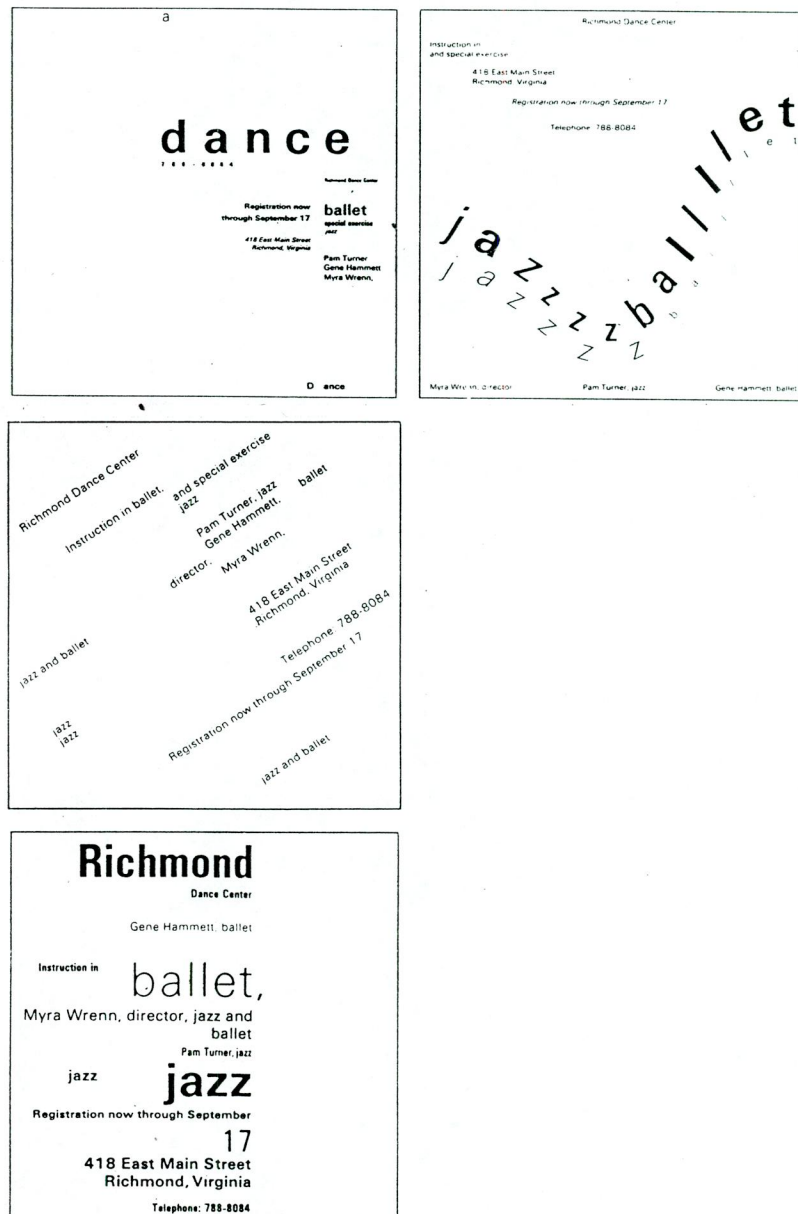 a
dance
788-8084
Richmond Dance Center
Registration now
through September 17
ballet
special exercise
jazz
418 East Main Street
Richmond, Virginia
Pam Turner
Gene Hammett
Myra Wrenn,
D ance
Richmond Dance Center
Instruction in
and special exercise
418 East Main Street
Richmond, Virginia
Registration now through September 17
Telephone: 788-8084
jazzzzballlllet
jazzzzz
ballet
Myra Wrenn, director
Pam Turner, jazz
Gene Hammett, ballet
Richmond Dance Center
Instruction in ballet,
and special exercise
jazz
Pam Turner, jazz
Gene Hammett,
ballet
director,
Myra Wrenn,
418 East Main Street
Richmond, Virginia
Telephone: 788-8084
Registration now through September 17
jazz and ballet
jazz
jazz
jazz and ballet
Richmond
Dance Center
Gene Hammett, ballet
Instruction in
ballet,
Myra Wrenn, director, jazz and
ballet
Pam Turner, jazz
jazz
jazz
Registration now through September
17
418 East Main Street
Richmond, Virginia
Telephone: 788-8084